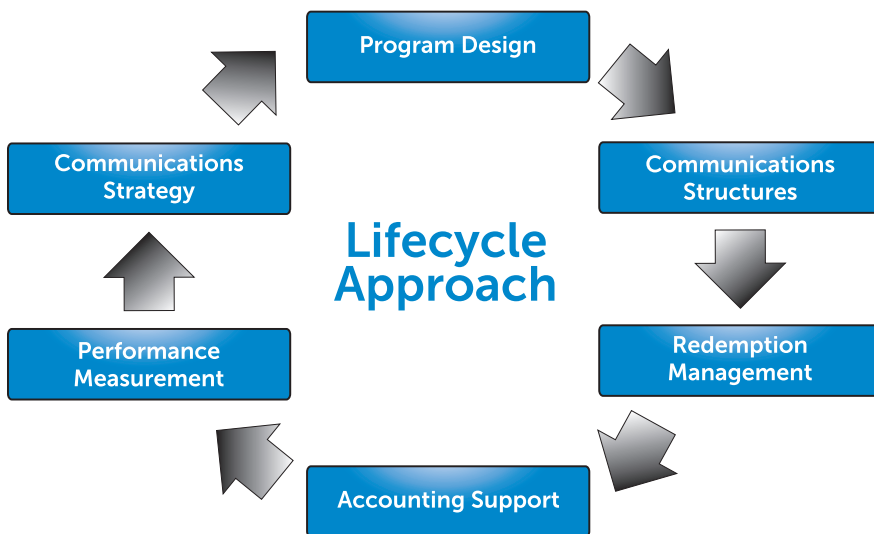 Program Design
Communications
Structures
Redemption
Management
Accounting Support
Performance
Measurement
Communications
Strategy
Lifecycle
Approach